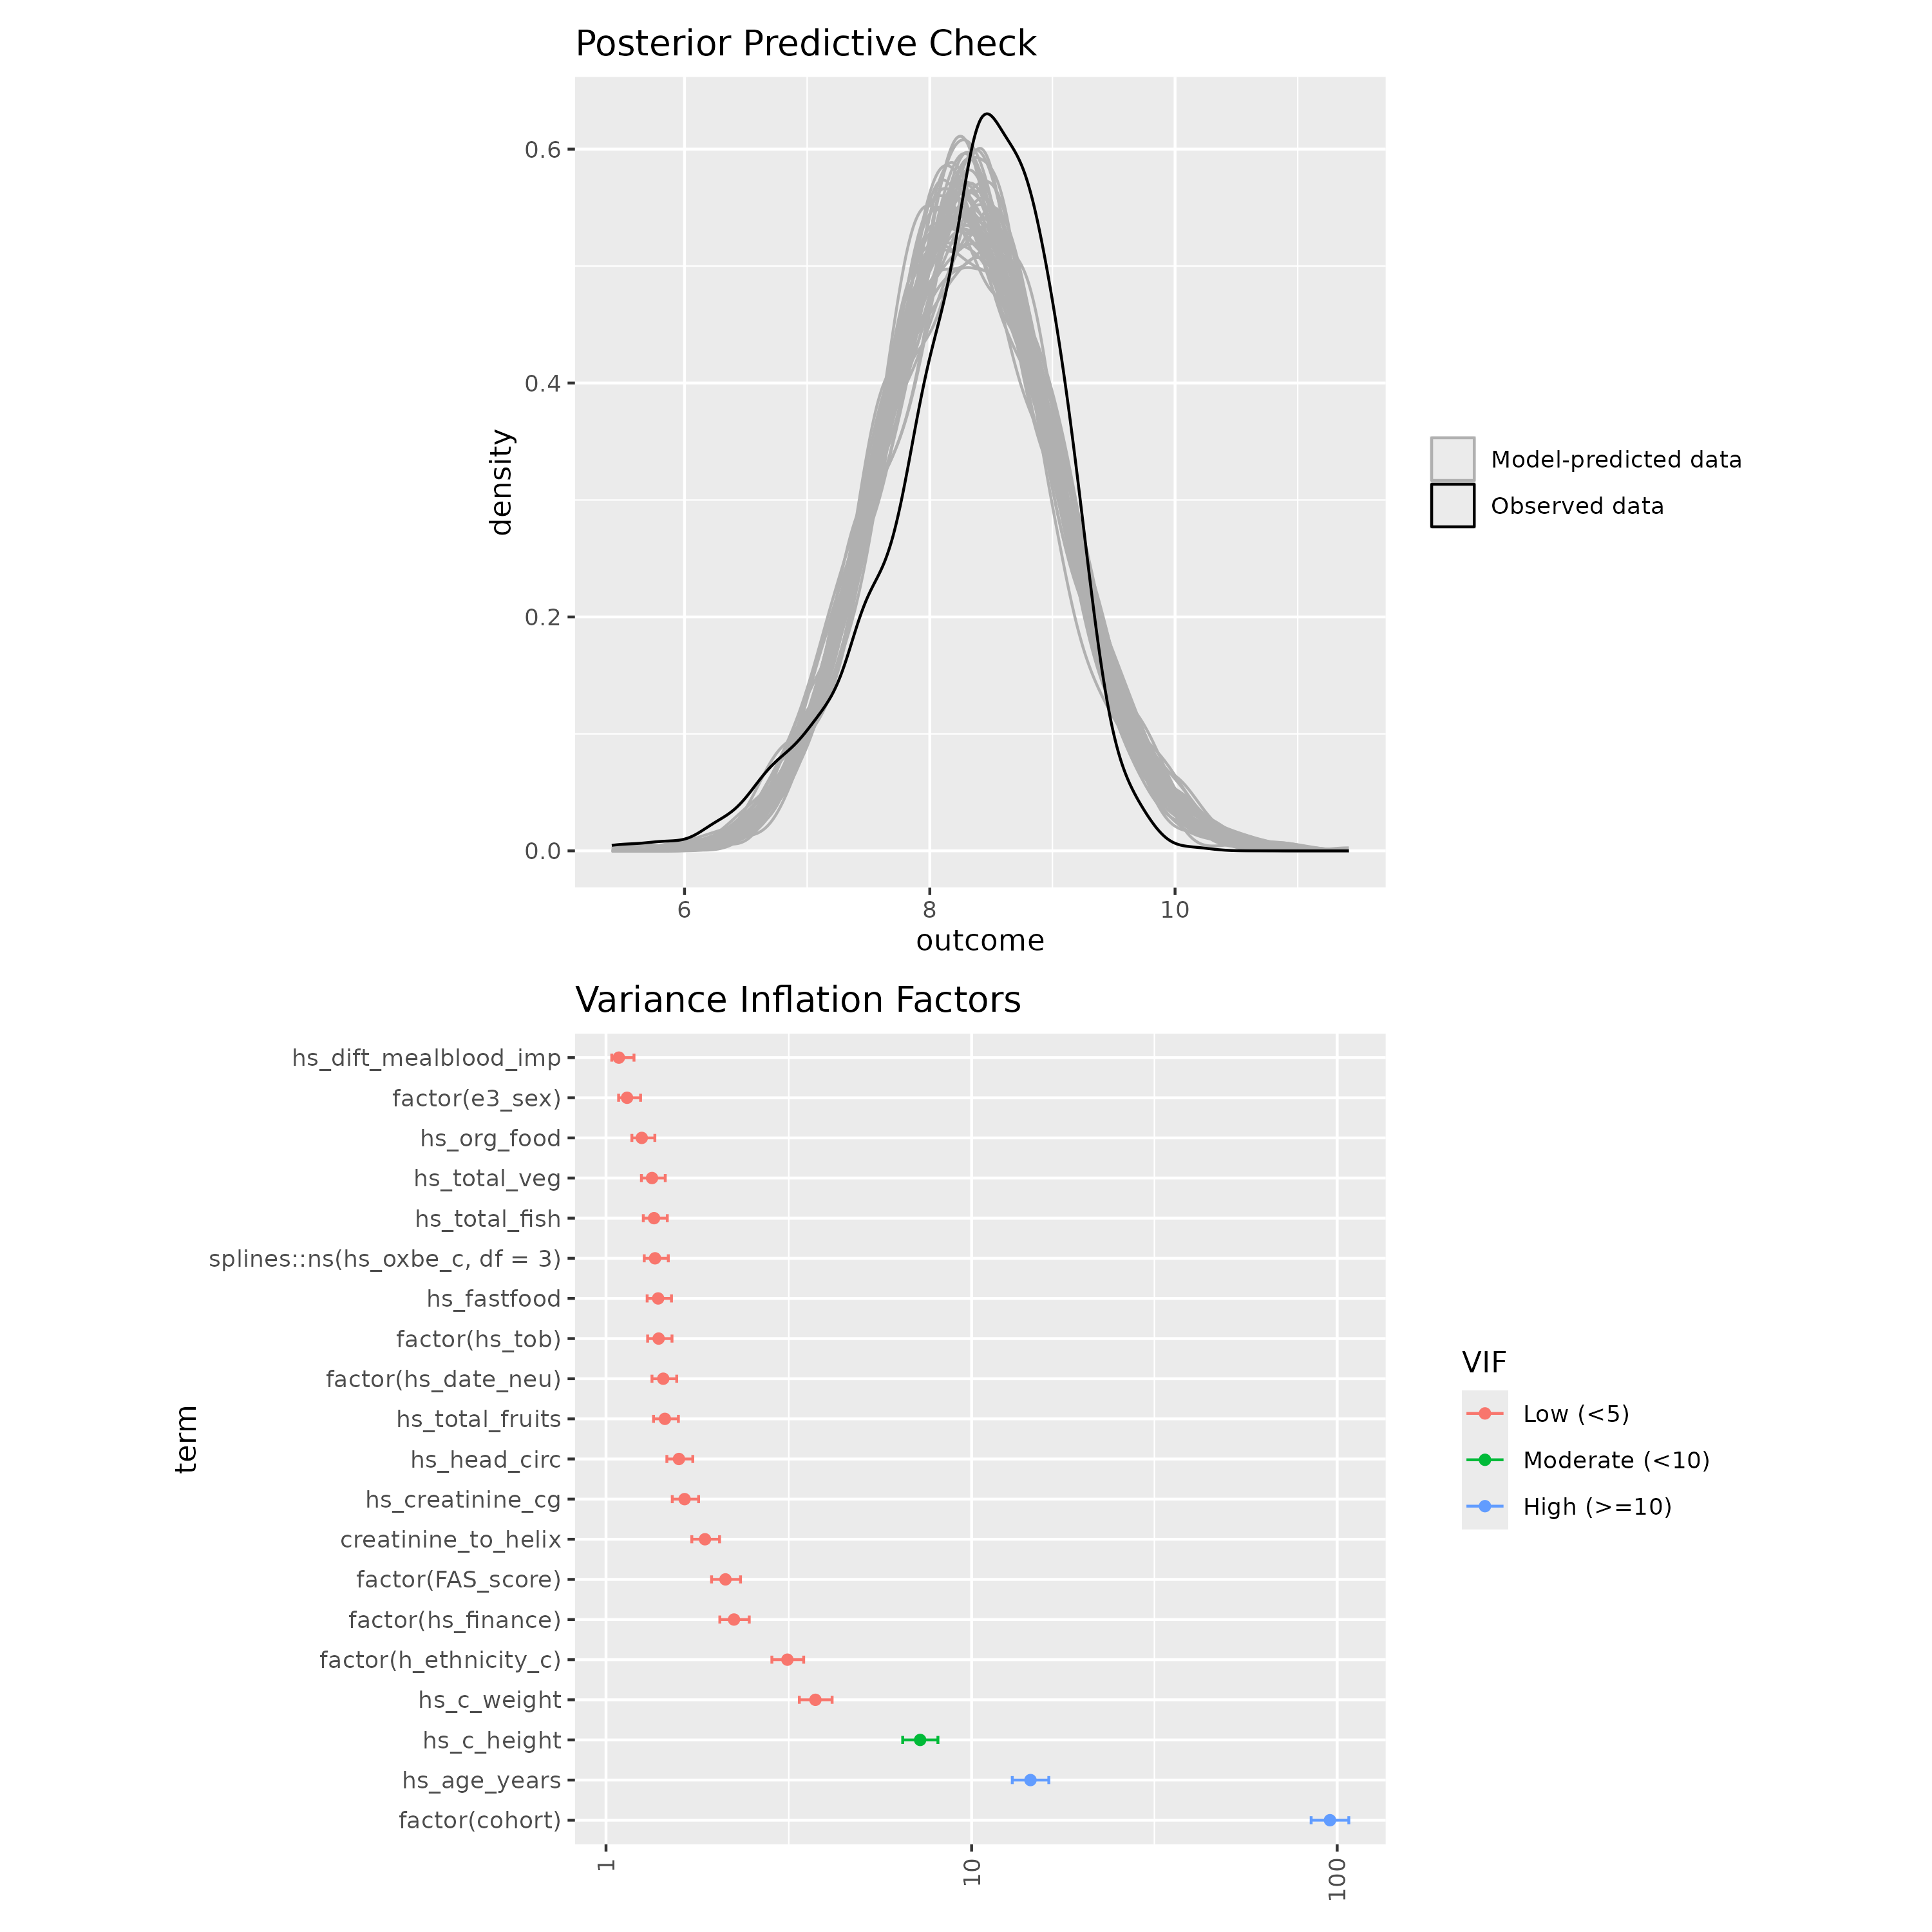 Posterior Predictive Check
0.6
0.4
0.2
0.0
density
6
8
10
outcome
Model-predicted data
Observed data
Variance Inflation Factors
hs_dift_mealblood_imp
factor(e3_sex)
hs_org_food
hs_total_veg
hs_total_fish
splines::ns(hs_oxbe_c, df = 3)
hs_fastfood
factor(hs_tob)
factor(hs_date_neu)
hs_total_fruits
hs_head_circ
hs_creatinine_cg
creatinine_to_helix
factor(FAS_score)
factor(hs_finance)
factor(h_ethnicity_c)
hs_c_weight
hs_c_height
hs_age_years
factor(cohort)
term
1
10
100
VIF
Low (<5)
Moderate (<10)
High (>=10)